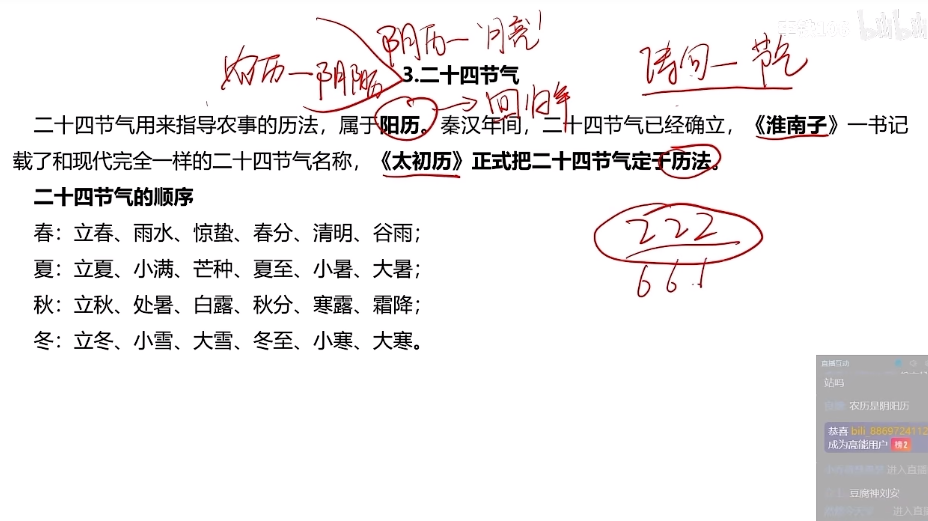 阴历一"月亮"
农历一阴阳历
时间一节气
3.二十四节气
回归年
二十四节气用来指导农事的历法，属于阳历。秦汉年间，二十四节气已经确立，《淮南子》一书记
载了和现代完全一样的二十四节气名称，《太初历》正式把二十四节气定于历法。
二十四节气的顺序
春：立春、雨水、惊蛰、春分、清明、谷雨；
夏：立夏、小满、芒种、夏至、小暑、大暑；
秋：立秋、处暑、白露、秋分、寒露、霜降；
冬：立冬、小雪、大雪、冬至、小寒、大寒。
222
661
直播互动
站吗
农历是阴阳历
恭喜 bili_8869724112
成为高能用户 榜2
进入直播
豆腐神刘安
进入直